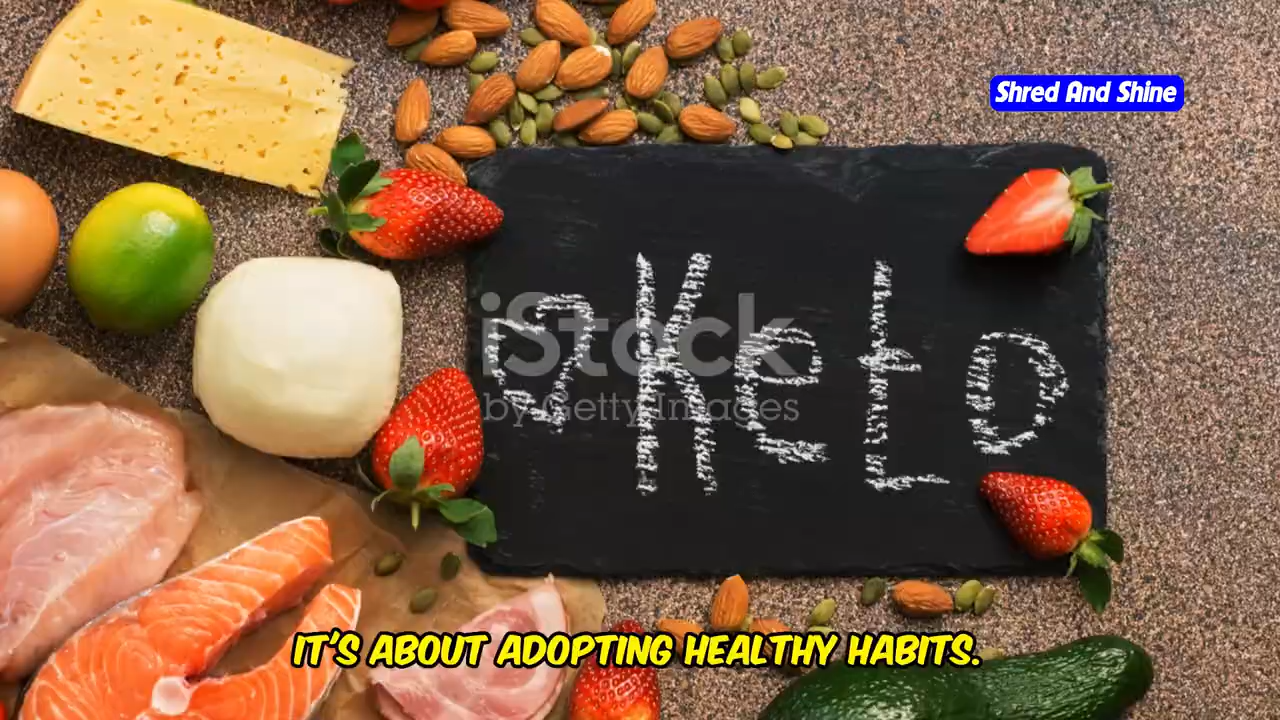 Shred And Shine
Keto
iStock
by Getty Images
IT'S ABOUT ADOPTING HEALTHY HABITS.